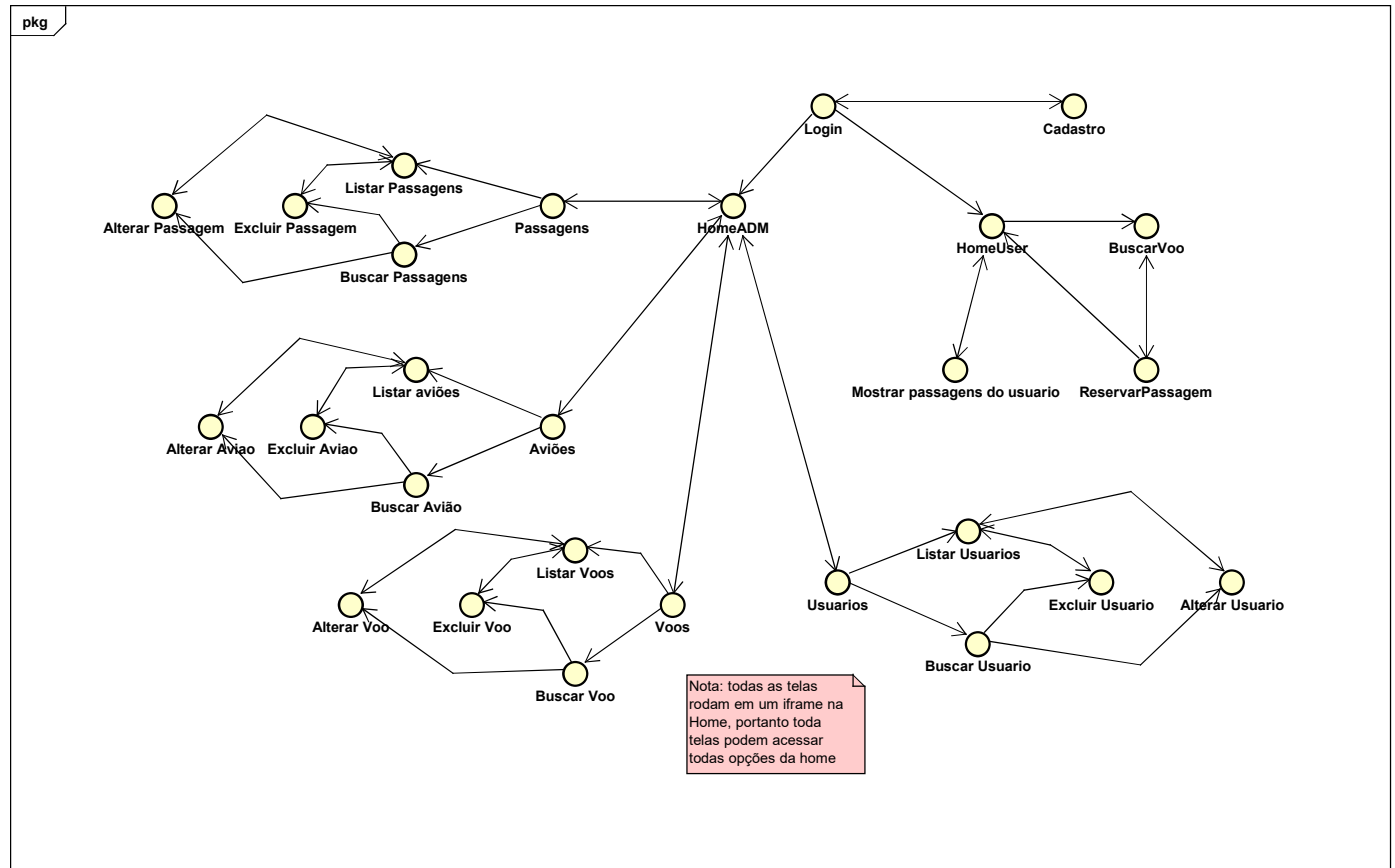 pkg
Login
Cadastro
Listar Passagens
Alterar Passagem
Excluir Passagem
Passagens
HomeADM
HomeUser
BuscarVoo
Buscar Passagens
Listar aviões
Mostrar passagens do usuario
ReservarPassagem
Alterar Aviao
Excluir Aviao
Aviões
Buscar Avião
Listar Usuarios
Listar Voos
Usuarios
Excluir Usuario
Alterar Usuario
Alterar Voo
Excluir Voo
Voos
Buscar Usuario
Buscar Voo
Nota: todas as telas
rodam em um iframe na
Home, portanto toda
telas podem acessar
todas opções da home